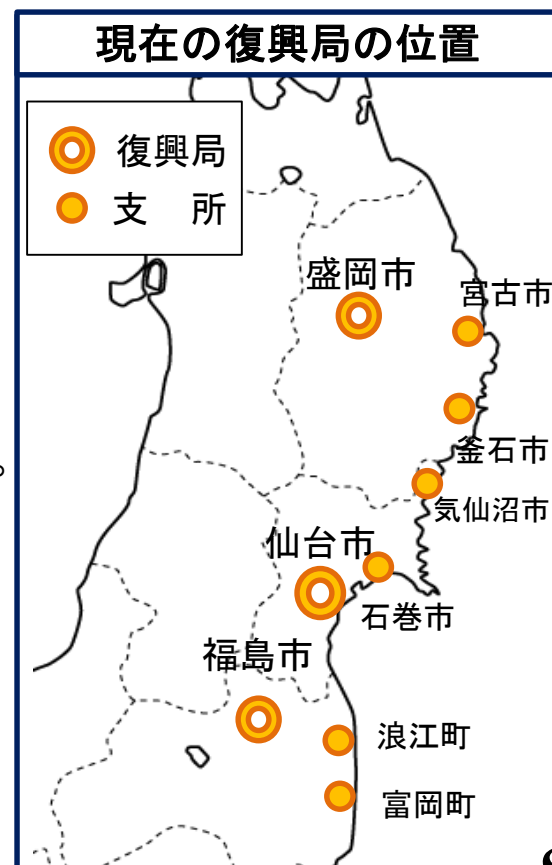 現在の復興局の位置
復興局
支 所
盛岡市
宮古市
釜石市
気仙沼市
仙台市
石巻市
福島市
浪江町
富岡町
。